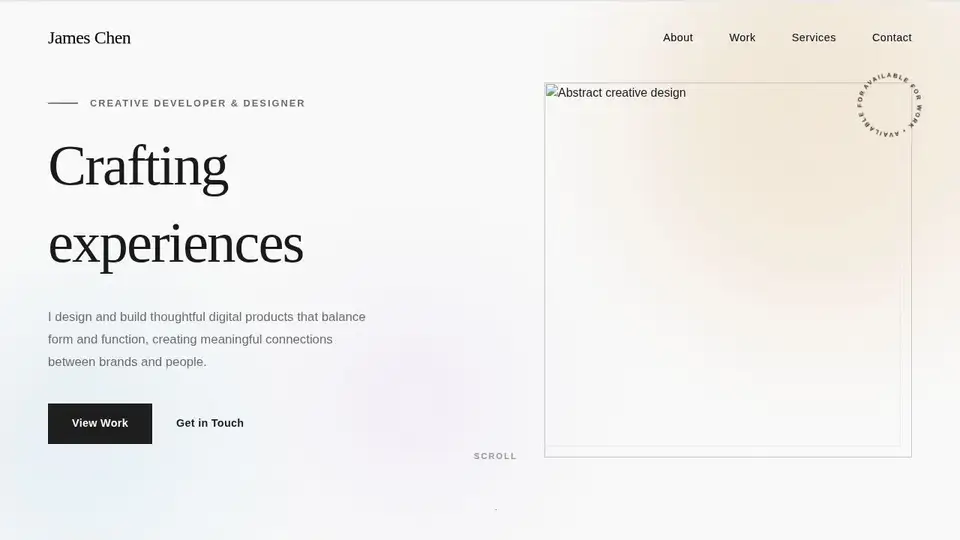 James Chen
About
Work
Services
Contact
CREATIVE DEVELOPER & DESIGNER
Crafting
experiences
I design and build thoughtful digital products that balance
form and function, creating meaningful connections
between brands and people.
View Work
Get in Touch
SCROLL
Abstract creative design
AVAILABLE FOR WORK • AVAILABLE FOR